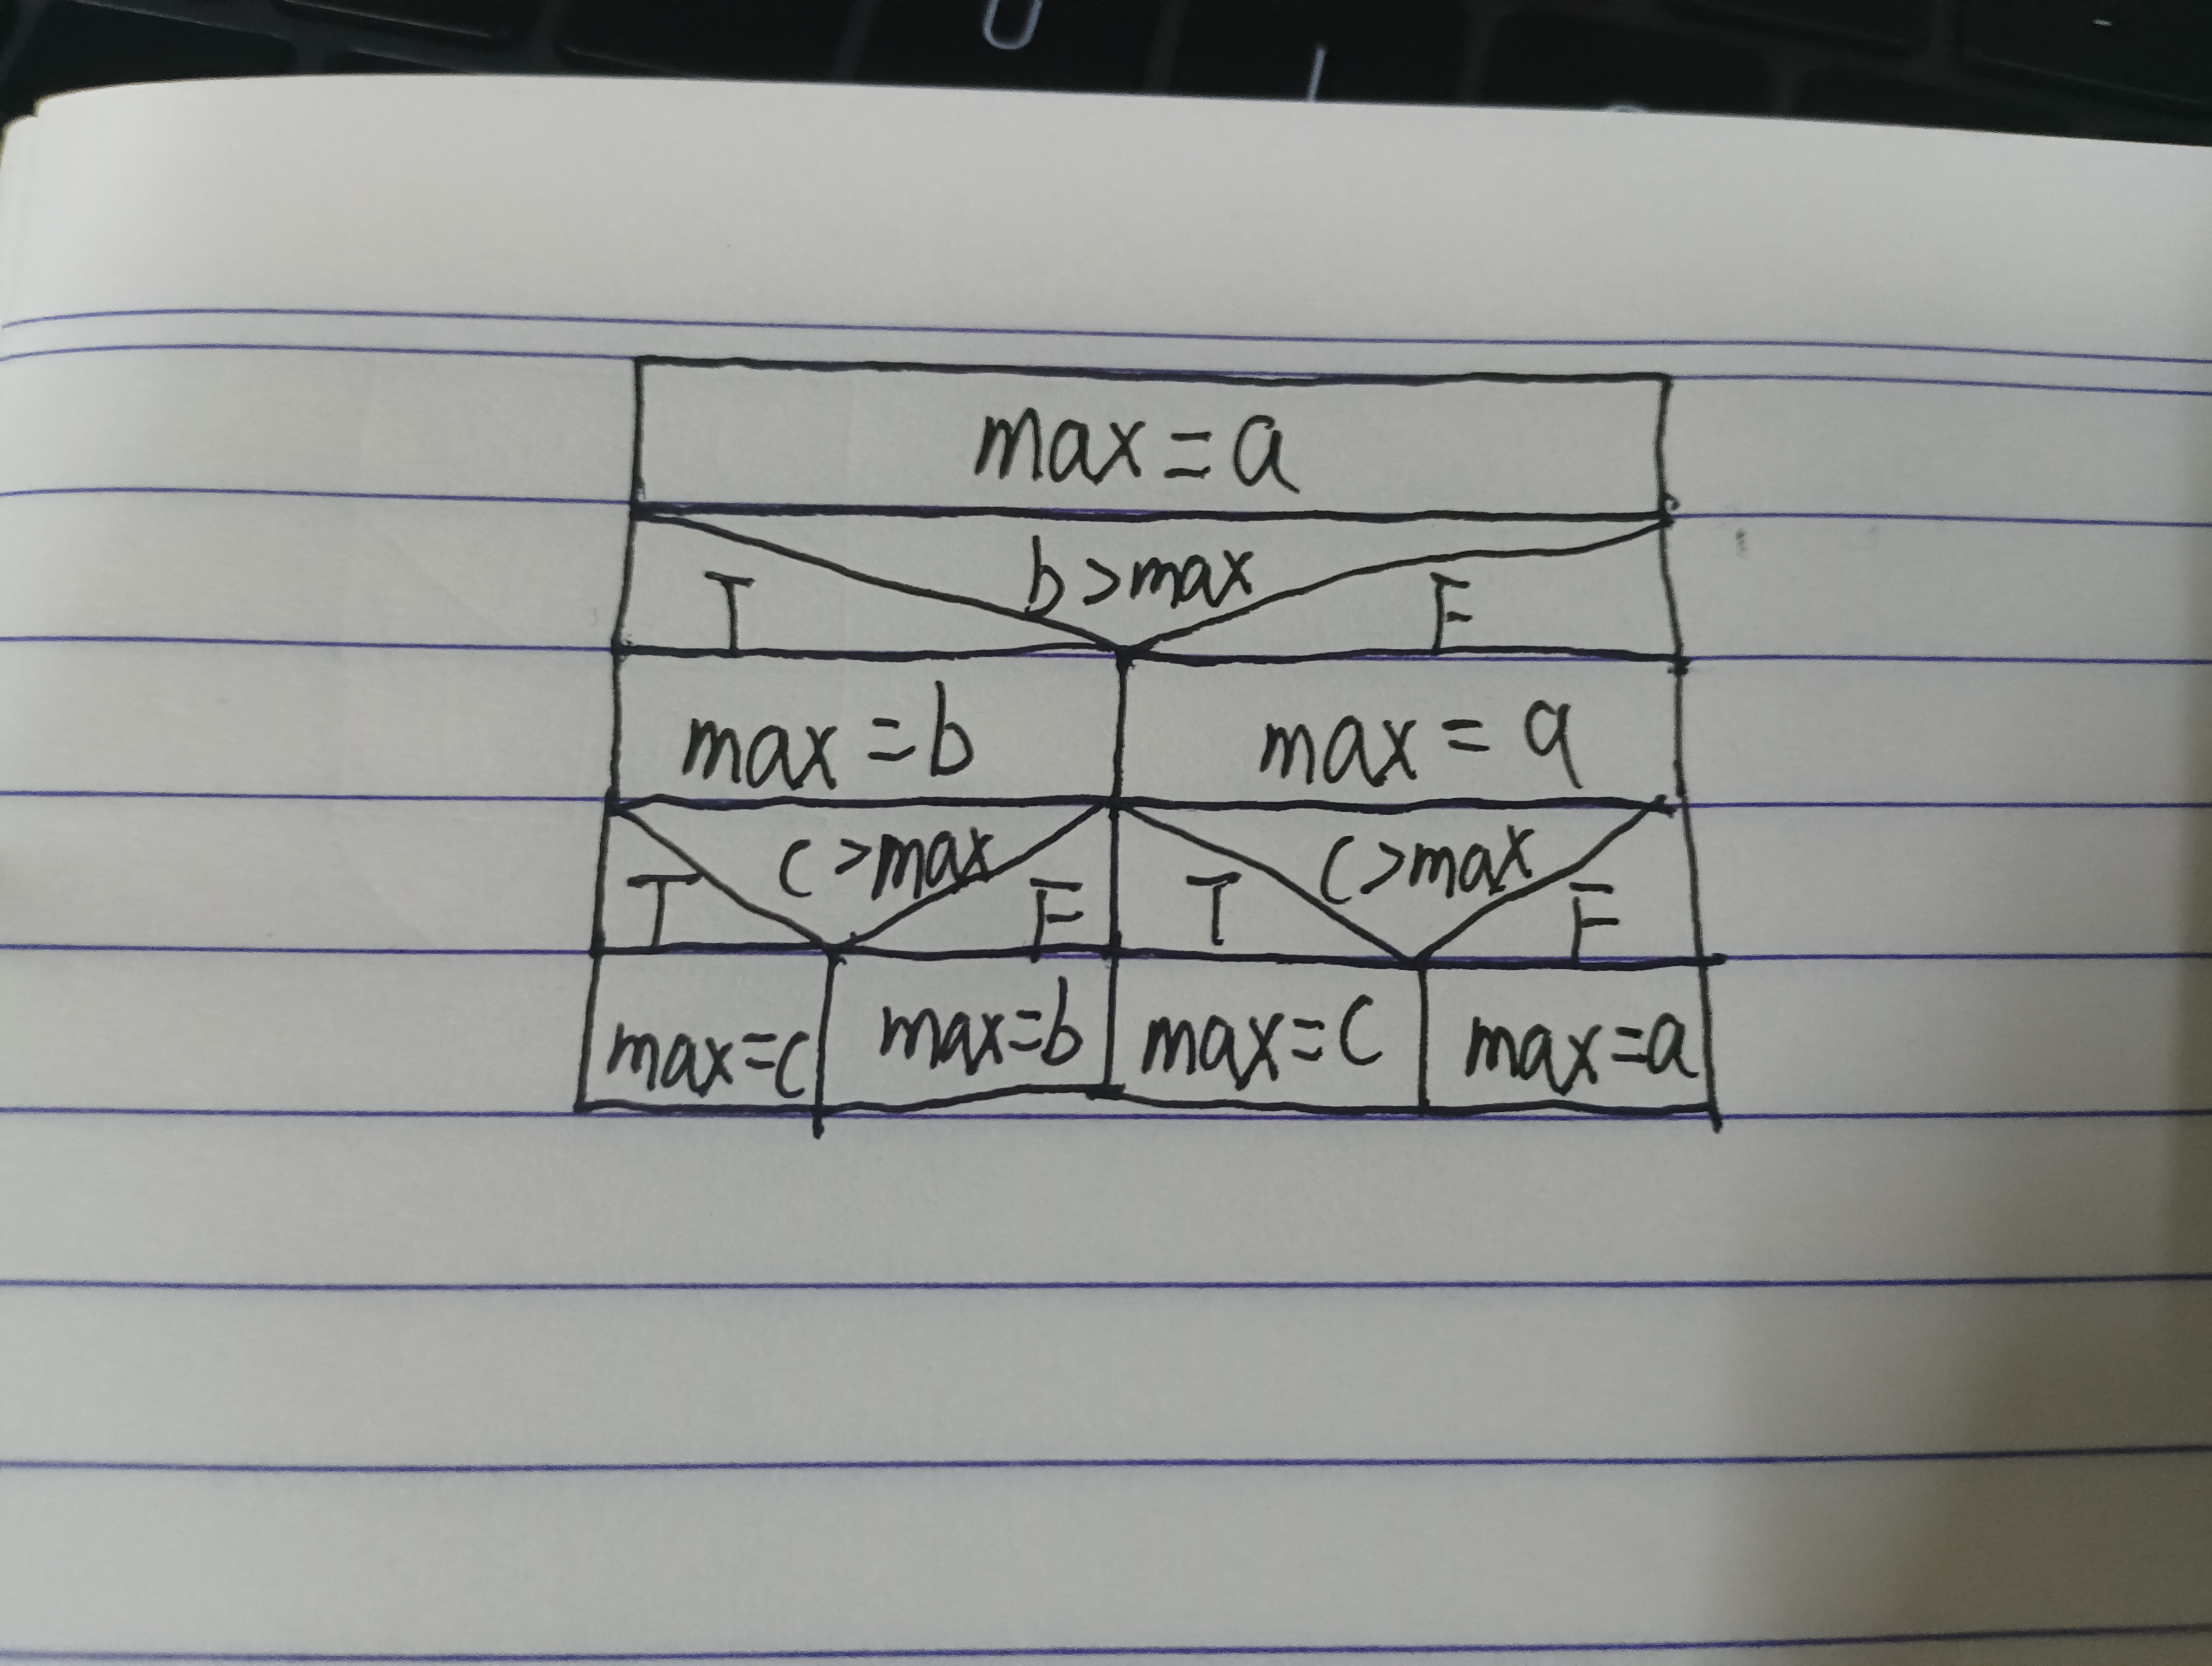 max=a
b>max
T F
max=b max=a
c>max c>max
T F T F
max=c max=b max=c max=a